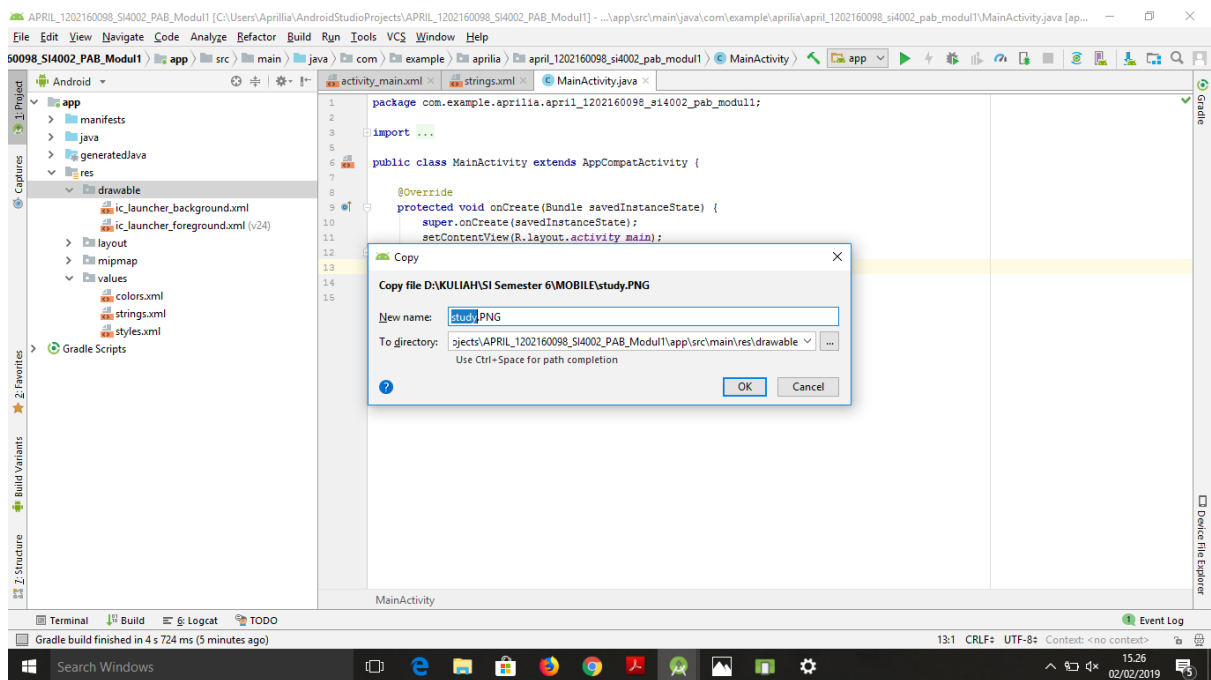 APRIL_1202160098_SI4002_PAB_Modul1 [C:\Users\Aprillia\AndroidStudioProjects\APRIL_1202160098_SI4002_PAB_Modul1] - ...\app\src\main\java\com\example\aprilia\april_1202160098_si4002_pab_modul1\MainActivity.java [ap...
File Edit View Navigate Code Analyze Refactor Build Run Tools VCS Window Help
60098_SI4002_PAB_Modul1 app src main java com example aprilia april_1202160098_si4002_pab_modul1 MainActivity app
1: Project
Captures
2: Favorites
Build Variants
Z: Structure
Android
app
manifests
java
generatedJava
res
drawable
ic_launcher_background.xml
ic_launcher_foreground.xml (v24)
layout
mipmap
values
colors.xml
strings.xml
styles.xml
Gradle Scripts
activity_main.xml strings.xml MainActivity.java
1 package com.example.aprilia.april_1202160098_si4002_pab_modul1;
2
3 import ...
5
6 public class MainActivity extends AppCompatActivity {
7
8 @Override
9 protected void onCreate(Bundle savedInstanceState) {
10 super.onCreate(savedInstanceState);
11 setContentView(R.layout.activity_main);
12
13
14
15
Copy
Copy file D:\KULIAH\SI Semester 6\MOBILE\study.PNG
New name: study.PNG
To directory: ojects\APRIL_1202160098_SI4002_PAB_Modul1\app\src\main\res\drawable ...
Use Ctrl+Space for path completion
? OK Cancel
MainActivity
Gradle
Device File Explorer
Terminal Build 6: Logcat TODO 1 Event Log
Gradle build finished in 4 s 724 ms (5 minutes ago) 13:1 CRLF UTF-8 Context: <no context>
Search Windows
15.26
02/02/2019
5